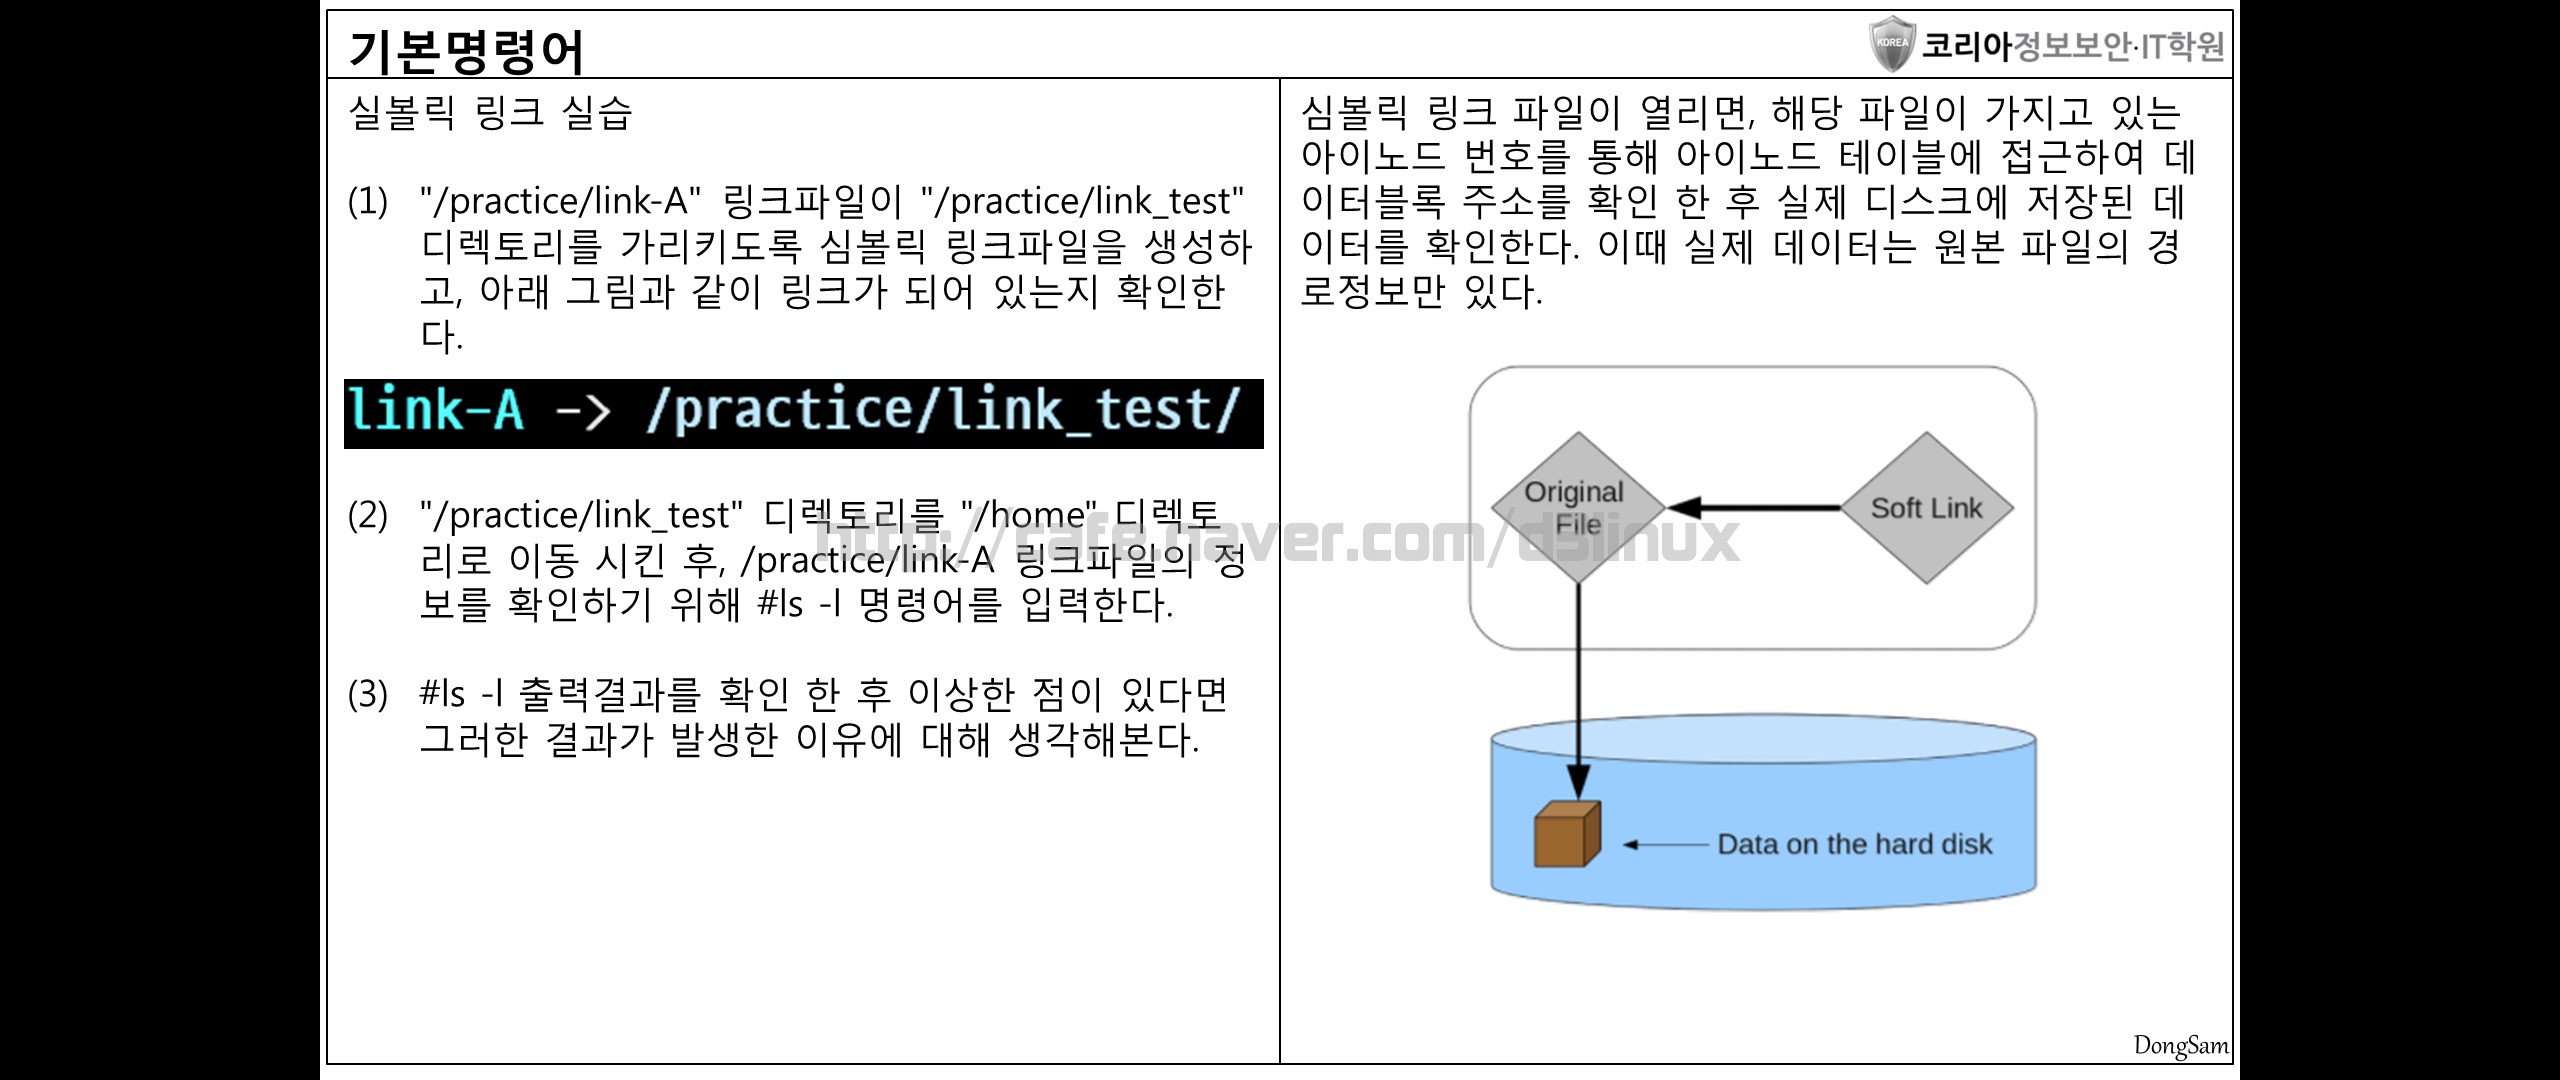 기본명령어
KOREA 코리아정보보안·IT학원
실볼릭 링크 실습
(1) "/practice/link-A" 링크파일이 "/practice/link_test"
디렉토리를 가리키도록 심볼릭 링크파일을 생성하
고, 아래 그림과 같이 링크가 되어 있는지 확인한
다.
link-A -> /practice/link_test/
(2) "/practice/link_test" 디렉토리를 "/home" 디렉토
리로 이동 시킨 후, /practice/link-A 링크파일의 정
보를 확인하기 위해 #ls -l 명령어를 입력한다.
(3) #ls -l 출력결과를 확인 한 후 이상한 점이 있다면
그러한 결과가 발생한 이유에 대해 생각해본다.
심볼릭 링크 파일이 열리면, 해당 파일이 가지고 있는
아이노드 번호를 통해 아이노드 테이블에 접근하여 데
이터블록 주소를 확인 한 후 실제 디스크에 저장된 데
이터를 확인한다. 이때 실제 데이터는 원본 파일의 경
로정보만 있다.
Original
File
Soft Link
http://cafe.naver.com/dslinux
Data on the hard disk
DongSam